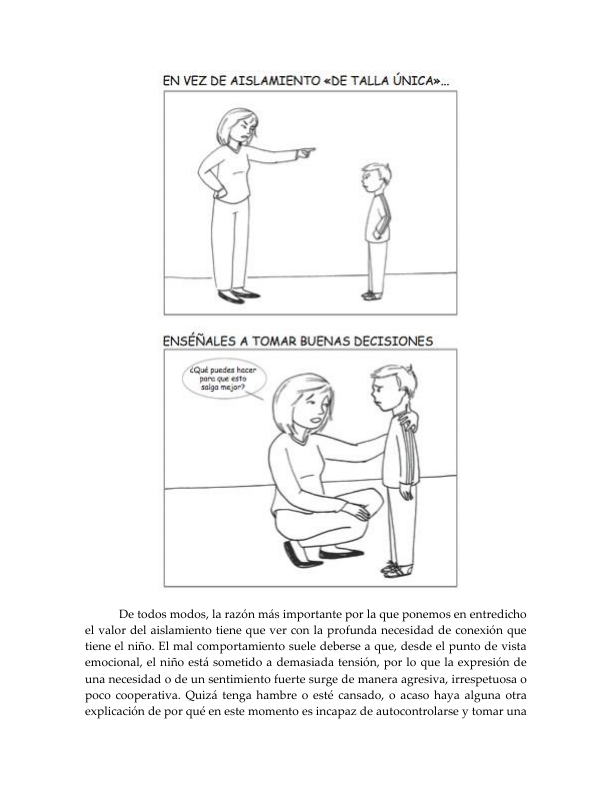 EN VEZ DE AISLAMIENTO «DE TALLA ÚNICA»...
ENSÉÑALES A TOMAR BUENAS DECISIONES
¿Qué puedes hacer
para que esto
salga mejor?
De todos modos, la razón más importante por la que ponemos en entredicho
el valor del aislamiento tiene que ver con la profunda necesidad de conexión que
tiene el niño. El mal comportamiento suele deberse a que, desde el punto de vista
emocional, el niño está sometido a demasiada tensión, por lo que la expresión de
una necesidad o de un sentimiento fuerte surge de manera agresiva, irrespetuosa o
poco cooperativa. Quizá tenga hambre o esté cansado, o acaso haya alguna otra
explicación de por qué en este momento es incapaz de autocontrolarse y tomar una